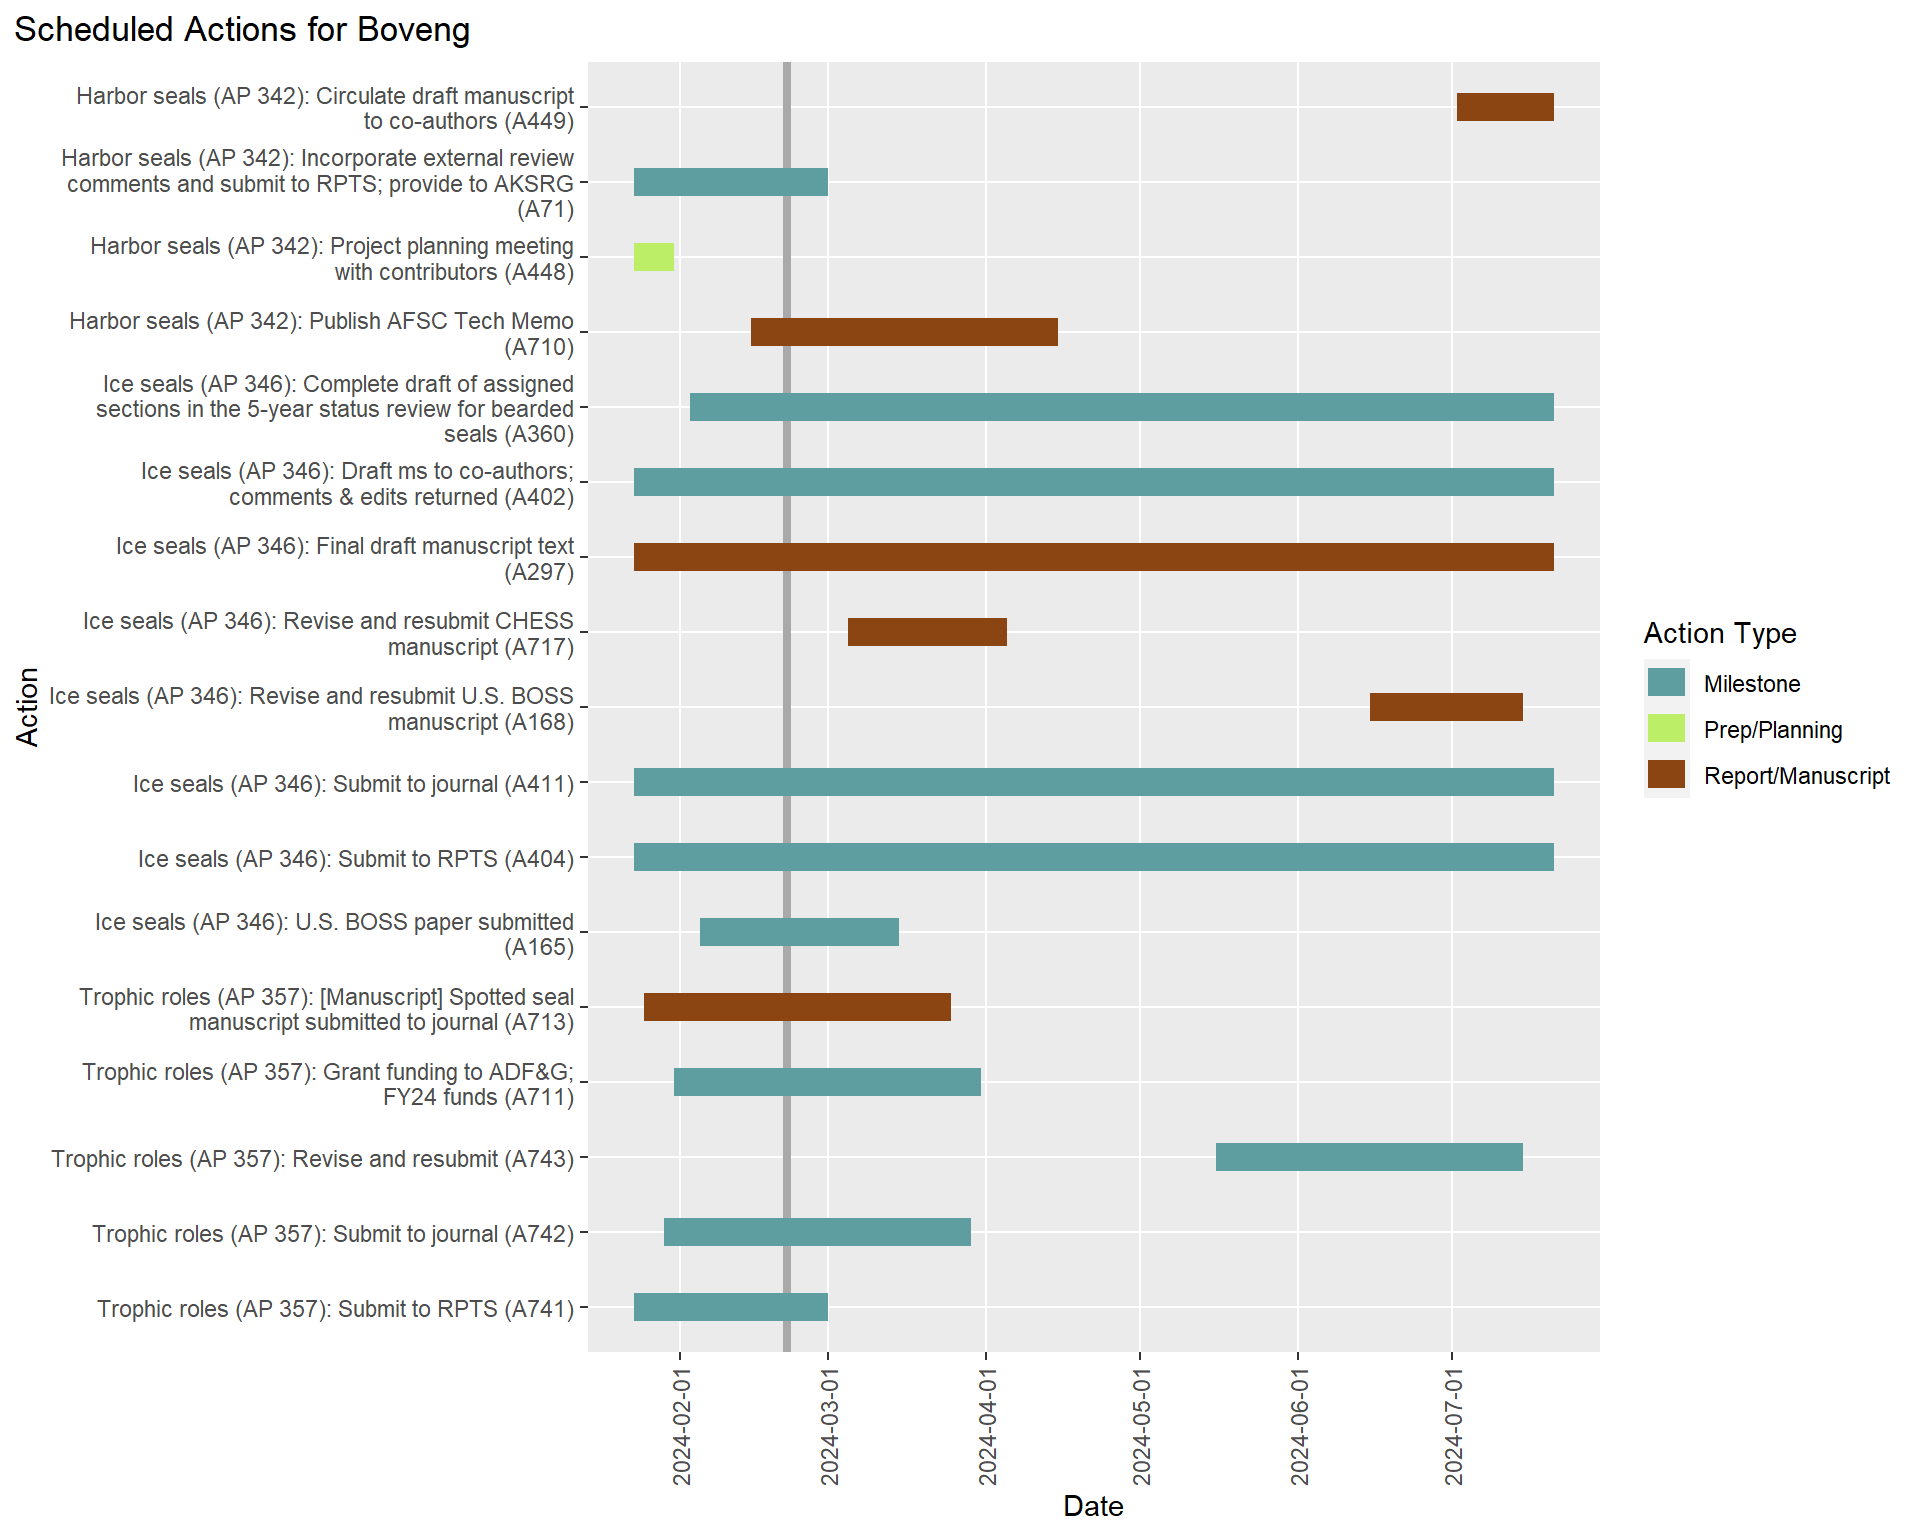 Scheduled Actions for Boveng
Harbor seals (AP 342): Circulate draft manuscript
to co-authors (A449)
Harbor seals (AP 342): Incorporate external review
comments and submit to RPTS; provide to AKSRG
(A71)
Harbor seals (AP 342): Project planning meeting
with contributors (A448)
Harbor seals (AP 342): Publish AFSC Tech Memo
(A710)
Ice seals (AP 346): Complete draft of assigned
sections in the 5-year status review for bearded
seals (A360)
Ice seals (AP 346): Draft ms to co-authors;
comments & edits returned (A402)
Ice seals (AP 346): Final draft manuscript text
(A297)
Ice seals (AP 346): Revise and resubmit CHESS
manuscript (A717)
Ice seals (AP 346): Revise and resubmit U.S. BOSS
manuscript (A168)
Ice seals (AP 346): Submit to journal (A411)
Ice seals (AP 346): Submit to RPTS (A404)
Ice seals (AP 346): U.S. BOSS paper submitted
(A165)
Trophic roles (AP 357): [Manuscript] Spotted seal
manuscript submitted to journal (A713)
Trophic roles (AP 357): Grant funding to ADF&G;
FY24 funds (A711)
Trophic roles (AP 357): Revise and resubmit (A743)
Trophic roles (AP 357): Submit to journal (A742)
Trophic roles (AP 357): Submit to RPTS (A741)
Action
2024-02-01
2024-03-01
2024-04-01
2024-05-01
2024-06-01
2024-07-01
Date
Action Type
Milestone
Prep/Planning
Report/Manuscript